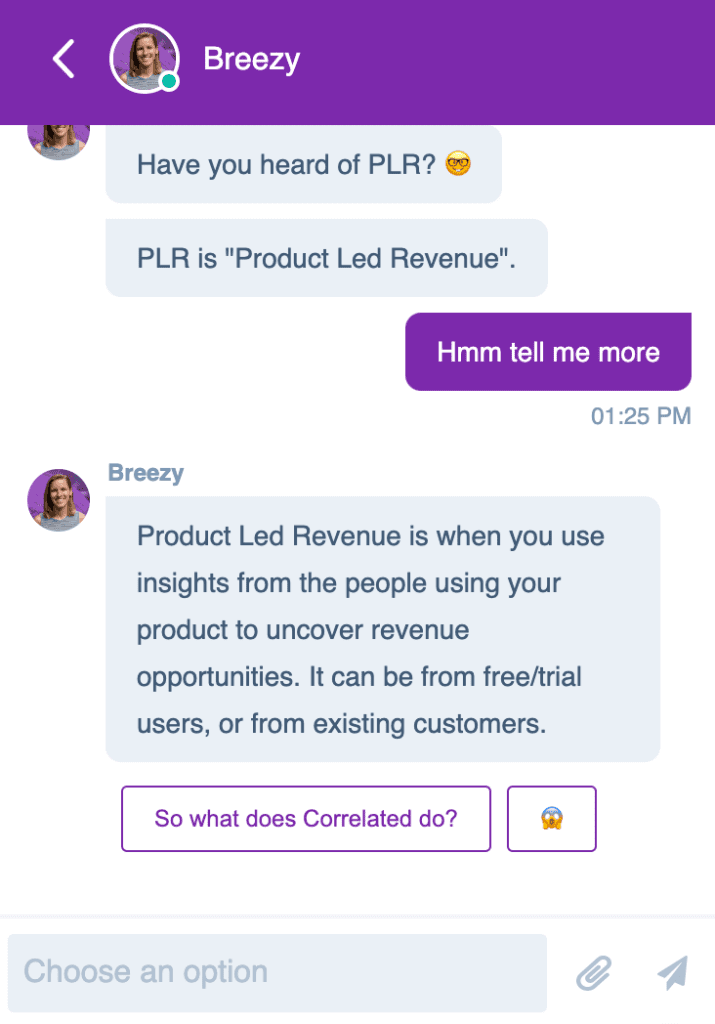 Breezy
Have you heard of PLR? 🤓
PLR is "Product Led Revenue".
Hmm tell me more
01:25 PM
Breezy
Product Led Revenue is when you use
insights from the people using your
product to uncover revenue
opportunities. It can be from free/trial
users, or from existing customers.
So what does Correlated do?
😱
Choose an option